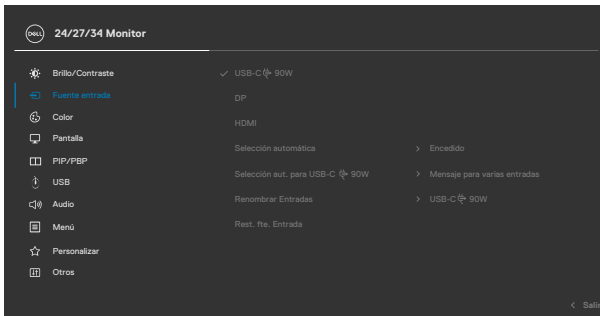 DELL 24/27/34 Monitor
Brillo/Contraste
USB-C 90W
Fuente entrada
DP
Color
HDMI
Pantalla
Selección automática > Encedido
PIP/PBP
Selección aut. para USB-C 90W > Mensaje para varias entradas
USB
Renombrar Entradas > USB-C 90W
Audio
Rest. fte. Entrada
Menú
Personalizar
Otros
< Salir